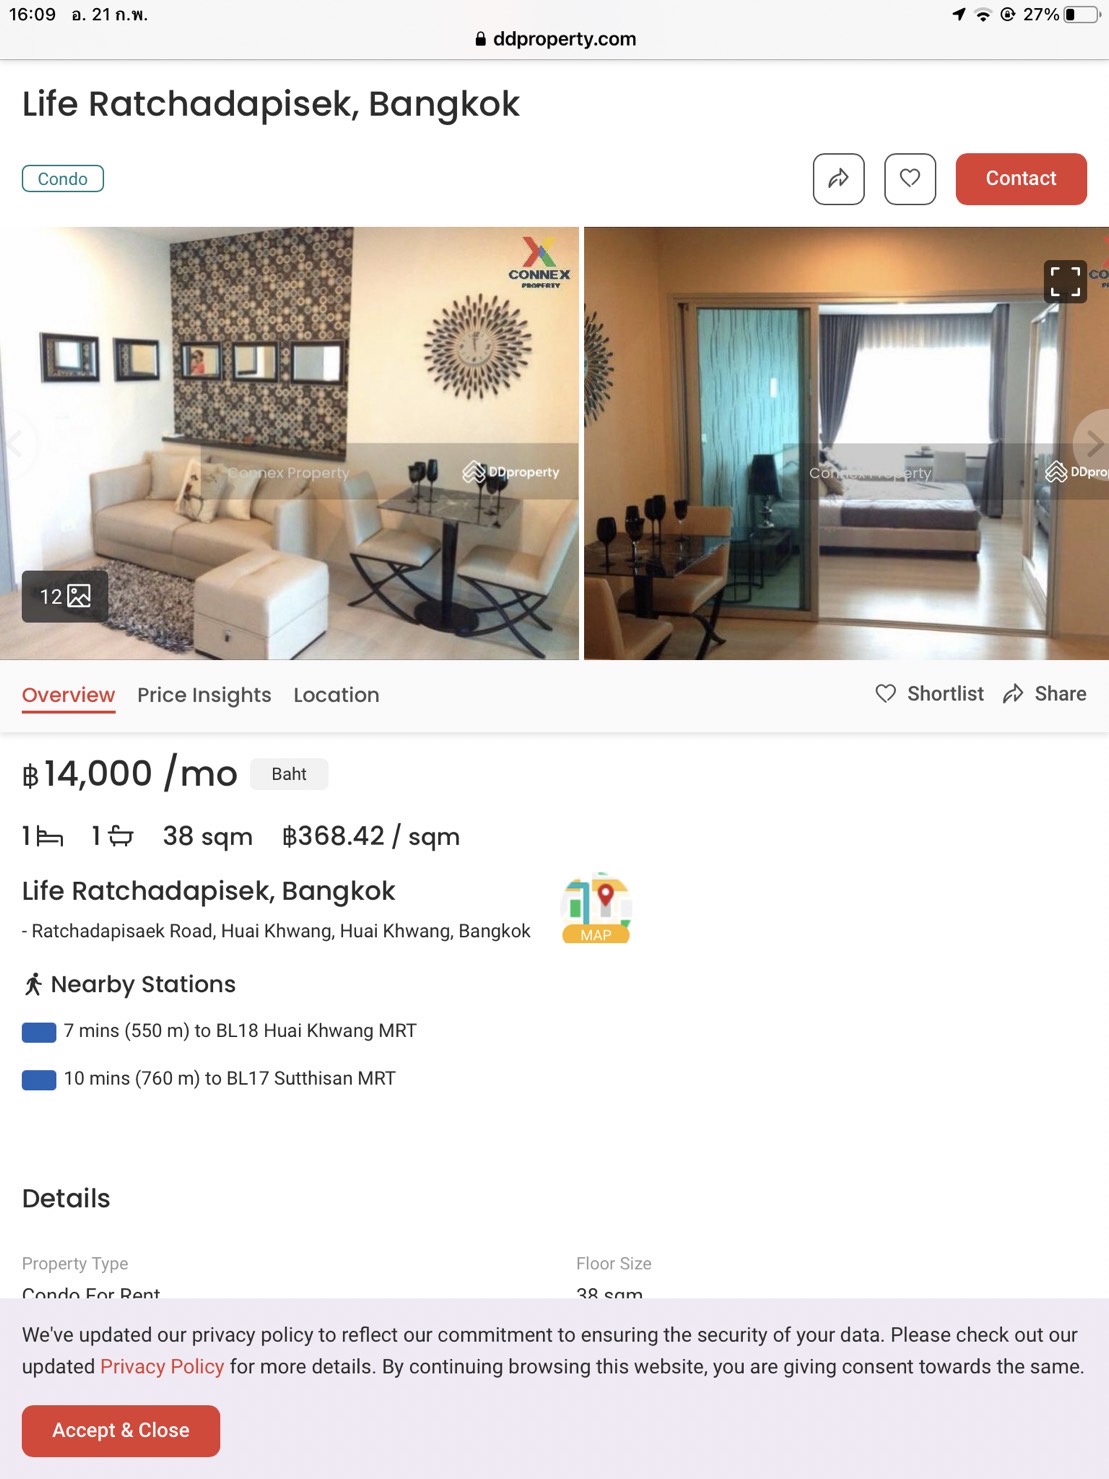 16:09 อ. 21 ก.พ.
27%
ddproperty.com
Life Ratchadapisek, Bangkok
Condo
Contact
CONNEX
PROPERTY
CO
Connex Property
DDproperty
Connex Property
DDpro
12
Overview Price Insights Location
Shortlist Share
฿14,000 /mo Baht
1 1 38 sqm ฿368.42 / sqm
Life Ratchadapisek, Bangkok
- Ratchadapisaek Road, Huai Khwang, Huai Khwang, Bangkok
MAP
Nearby Stations
7 mins (550 m) to BL18 Huai Khwang MRT
10 mins (760 m) to BL17 Sutthisan MRT
Details
Property Type Floor Size
Condo For Rent 38 sqm
We've updated our privacy policy to reflect our commitment to ensuring the security of your data. Please check out our
updated Privacy Policy for more details. By continuing browsing this website, you are giving consent towards the same.
Accept & Close